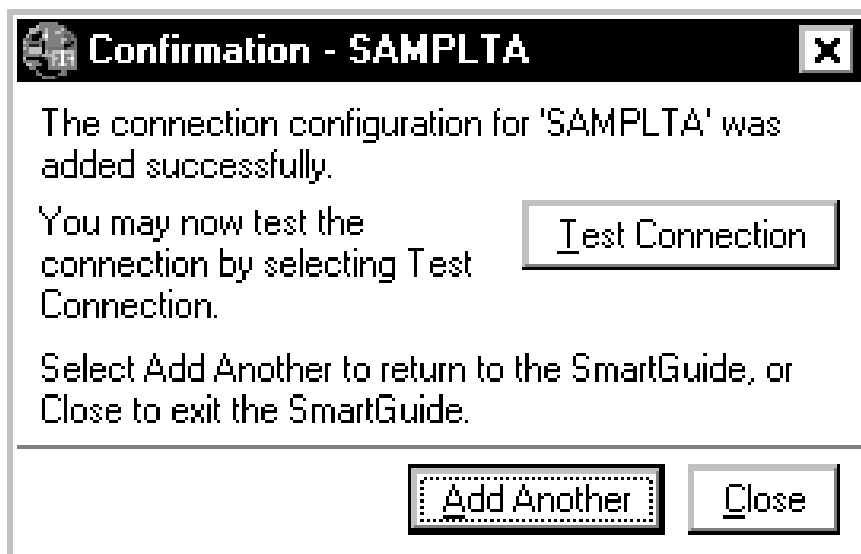 Confirmation - SAMPLTA
The connection configuration for 'SAMPLTA' was
added successfully.
You may now test the
connection by selecting Test
Connection.
Test Connection
Select Add Another to return to the SmartGuide, or
Close to exit the SmartGuide.
Add Another
Close